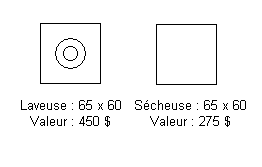 Laveuse : 65 x 60
Valeur : 450 $
Sécheuse : 65 x 60
Valeur : 275 $